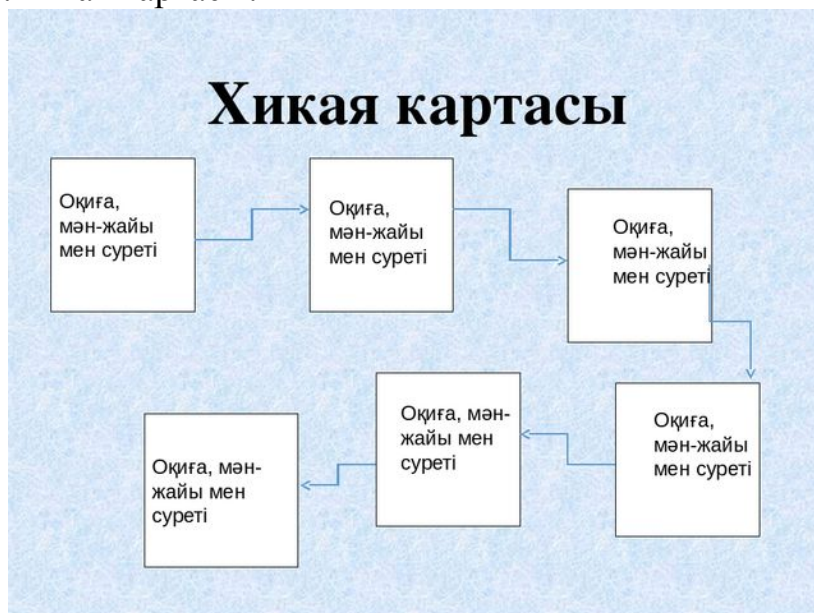 Хикая картасы
Оқиға,
мән-жайы
мен суреті
Оқиға,
мән-жайы
мен суреті
Оқиға,
мән-жайы
мен суреті
Оқиға,
мән-жайы
мен суреті
Оқиға, мән-
жайы мен
суреті
Оқиға, мән-
жайы мен
суреті